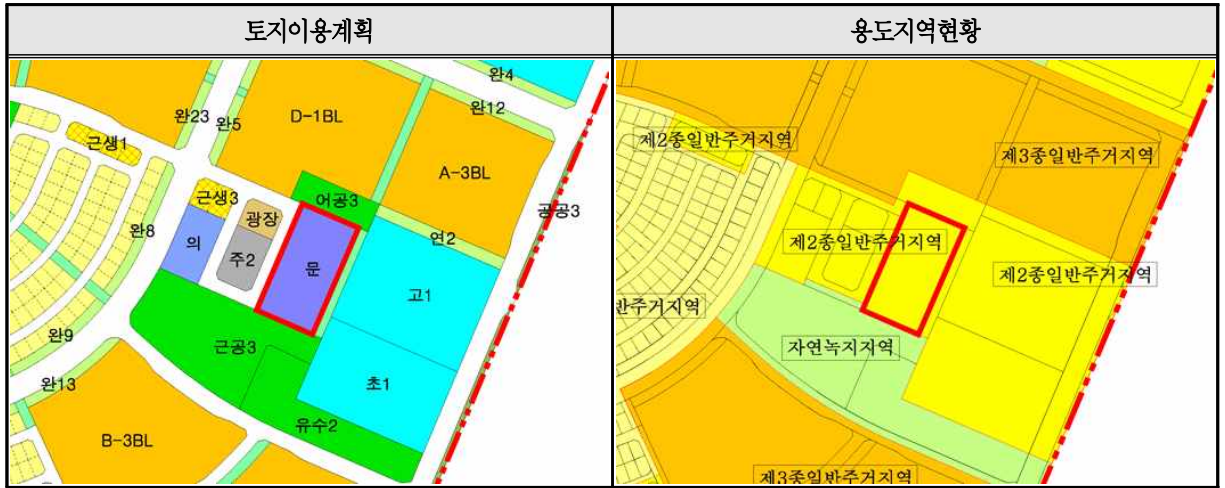 토지이용계획
용도지역현황
완4
완12
완23
완5
D-1BL
근생1
A-3BL
어공3
공공3
근생3
광장
완8
연2
의
주2
문
고1
근공3
완9
초1
완13
유수2
B-3BL
제2종일반주거지역
제3종일반주거지역
제2종일반주거지역
제2종일반주거지역
반주거지역
자연녹지지역
제3종일반주거지역